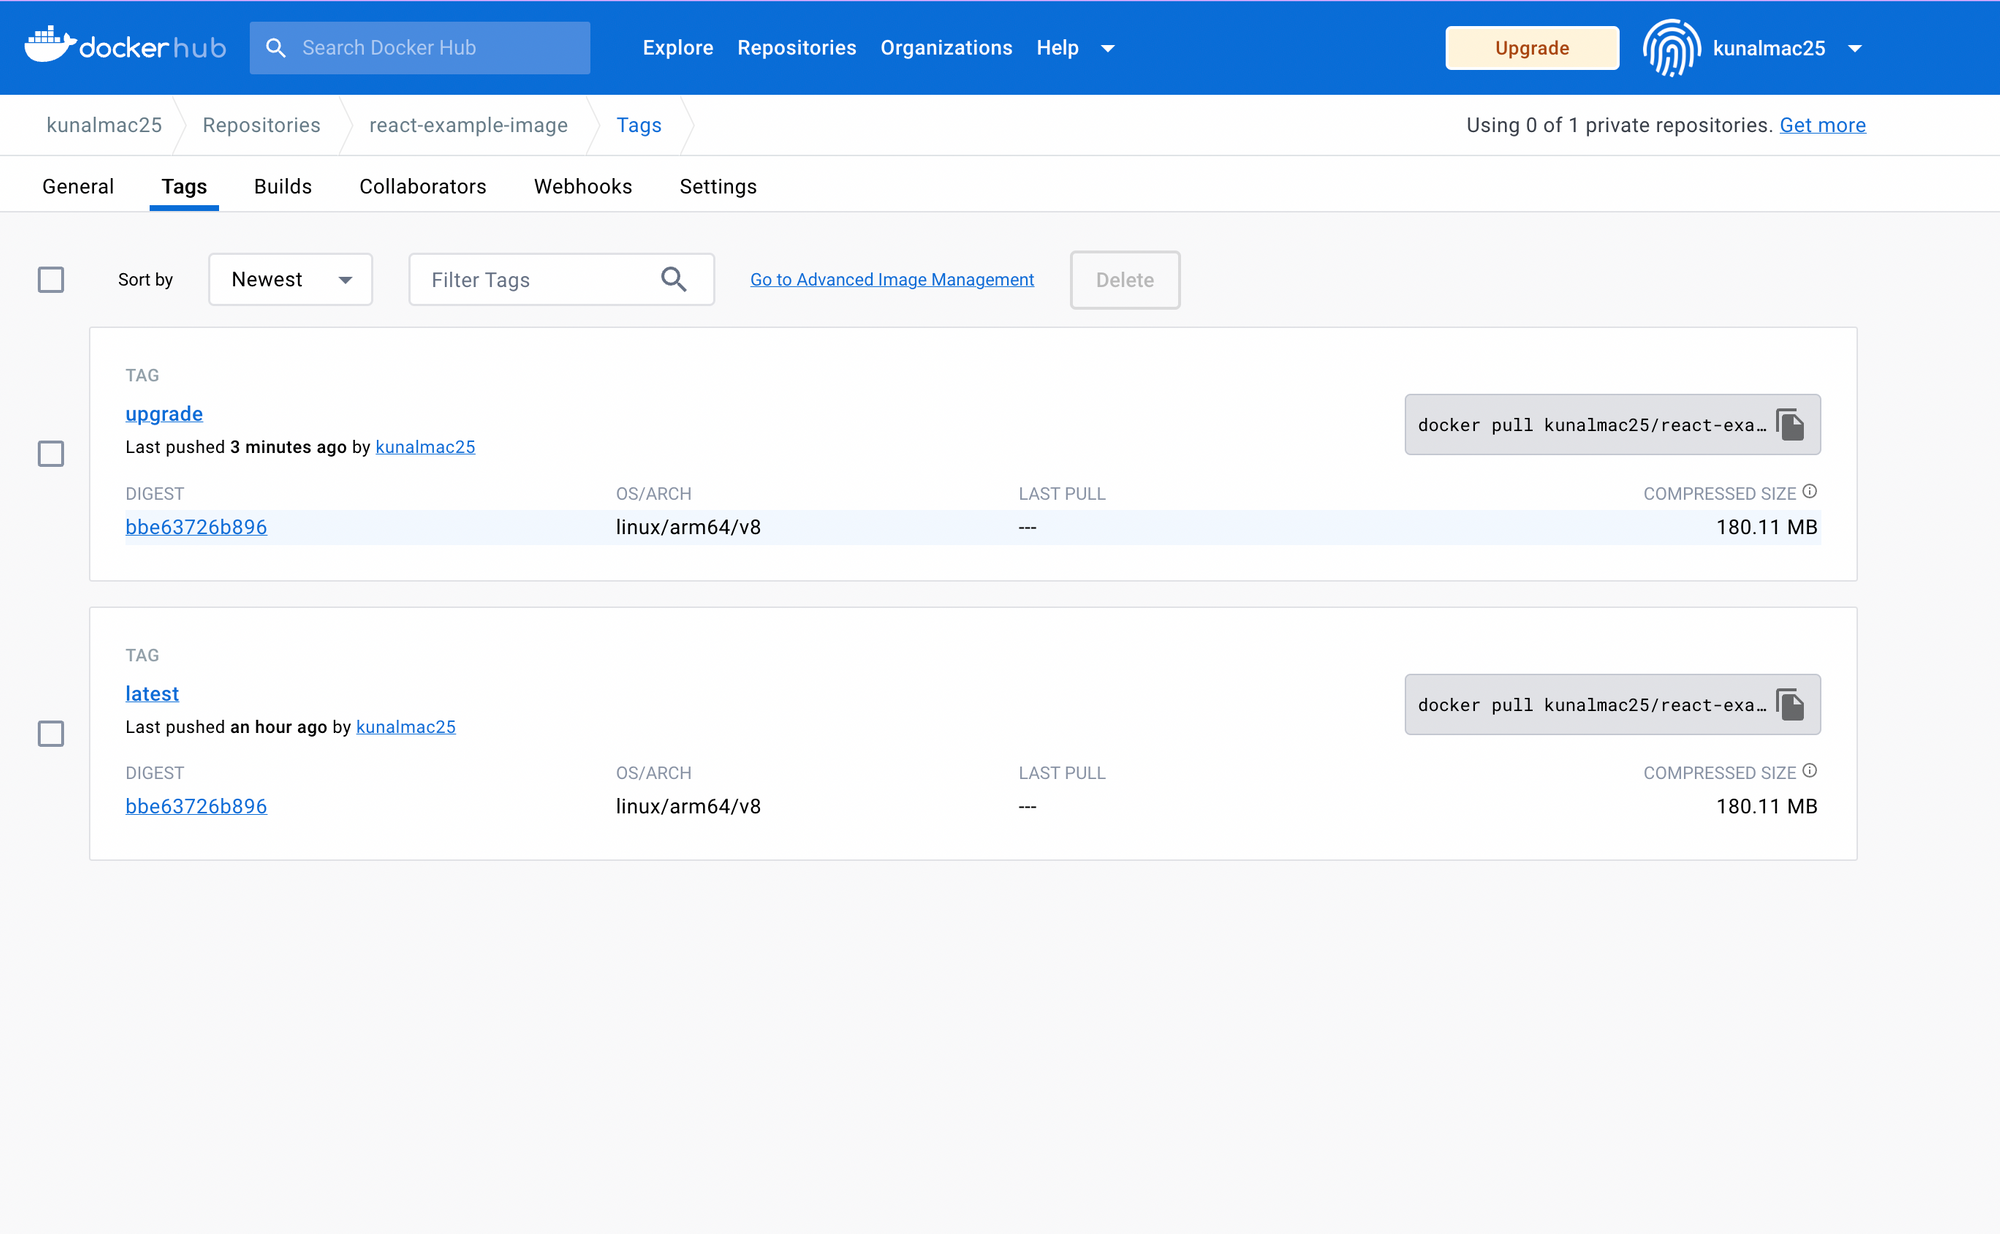 docker hub Search Docker Hub Explore Repositories Organizations Help Upgrade kunalmac25
kunalmac25 Repositories react-example-image Tags Using 0 of 1 private repositories. Get more
General Tags Builds Collaborators Webhooks Settings
Sort by Newest Filter Tags Go to Advanced Image Management Delete
TAG
upgrade
docker pull kunalmac25/react-exa…
Last pushed 3 minutes ago by kunalmac25
DIGEST OS/ARCH LAST PULL COMPRESSED SIZE
bbe63726b896 linux/arm64/v8 --- 180.11 MB
TAG
latest
docker pull kunalmac25/react-exa…
Last pushed an hour ago by kunalmac25
DIGEST OS/ARCH LAST PULL COMPRESSED SIZE
bbe63726b896 linux/arm64/v8 --- 180.11 MB